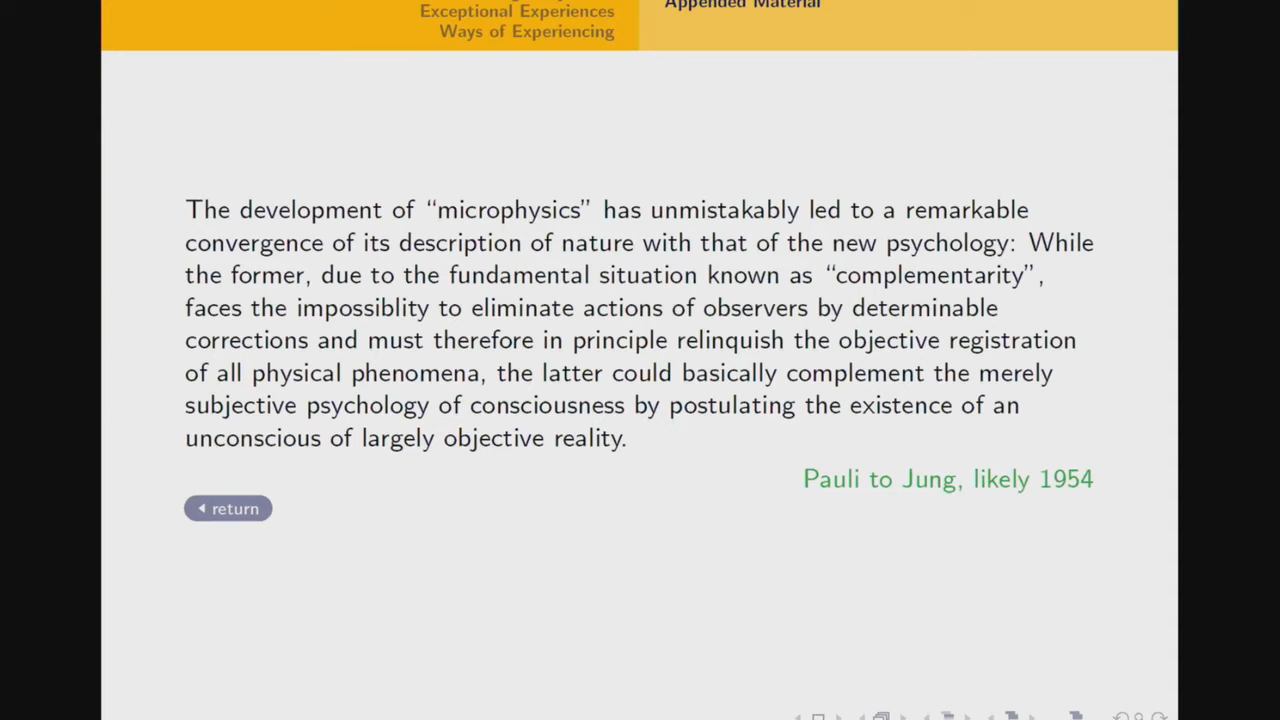 Exceptional Experiences
Ways of Experiencing
Appended Material
The development of “microphysics” has unmistakably led to a remarkable
convergence of its description of nature with that of the new psychology: While
the former, due to the fundamental situation known as “complementarity”,
faces the impossiblity to eliminate actions of observers by determinable
corrections and must therefore in principle relinquish the objective registration
of all physical phenomena, the latter could basically complement the merely
subjective psychology of consciousness by postulating the existence of an
unconscious of largely objective reality.
Pauli to Jung, likely 1954
return